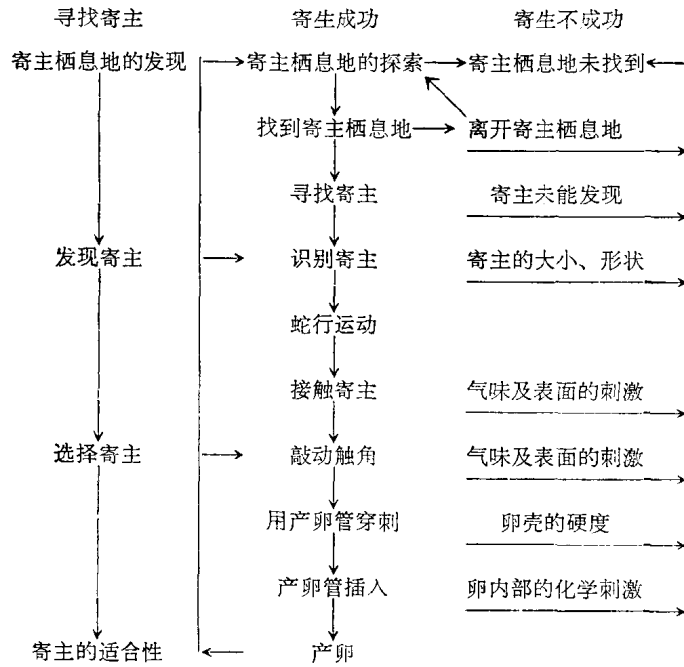 寻找寄主 寄生成功 寄生不成功
寄主栖息地的发现 寄主栖息地的探索 寄主栖息地未找到
找到寄主栖息地 离开寄主栖息地
寻找寄主 寄主未能发现
发现寄主 识别寄主 寄主的大小、形状
蛇行运动
接触寄主 气味及表面的刺激
选择寄主 敲动触角 气味及表面的刺激
用产卵管穿刺 卵壳的硬度
产卵管插入 卵内部的化学刺激
寄主的适合性 产卵